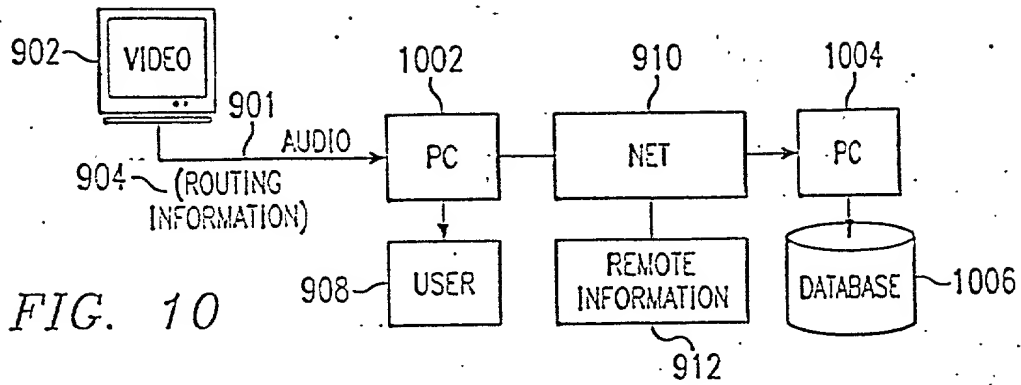 902
VIDEO
901
AUDIO
904
(ROUTING
INFORMATION)
1002
PC
910
NET
1004
PC
908
USER
REMOTE
INFORMATION
912
DATABASE
1006
FIG. 10